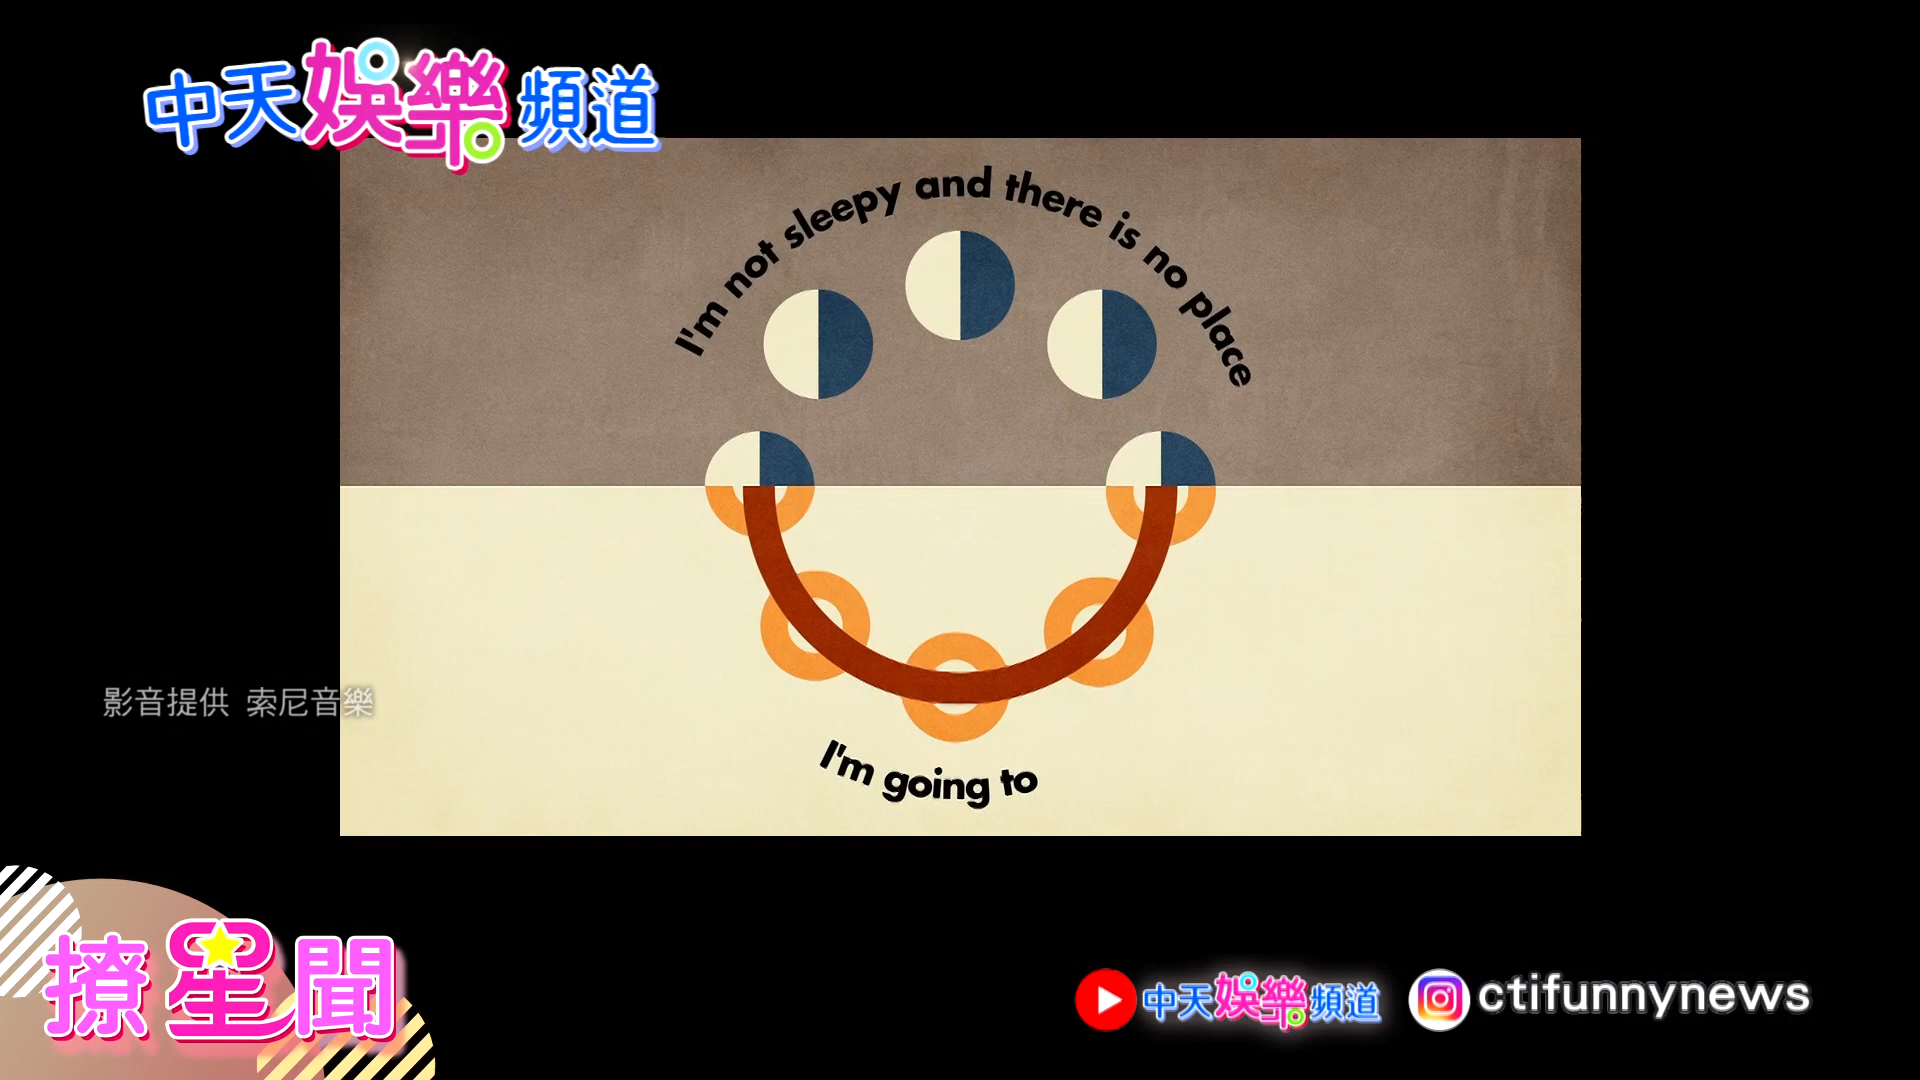 中天娛樂頻道
I'm not sleepy and there is no place
I'm going to
影音提供 索尼音樂
撩星聞
中天娛樂頻道
ctifunnynews